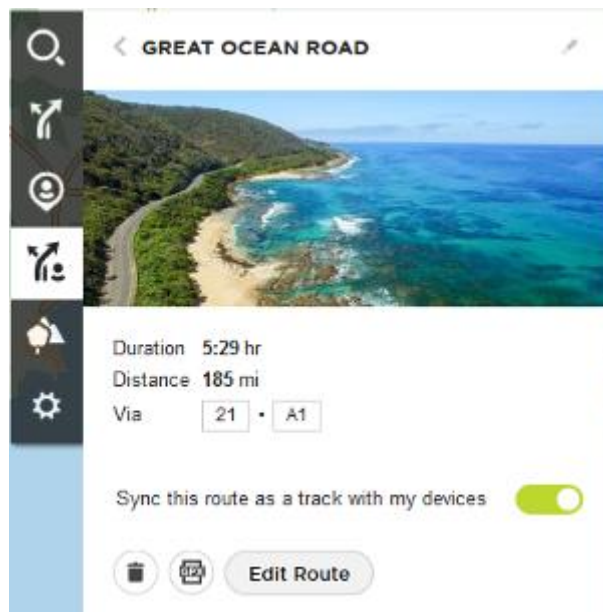 GREAT OCEAN ROAD
Duration 5:29 hr
Distance 185 mi
Via 21 • A1
Sync this route as a track with my devices
GPX Edit Route